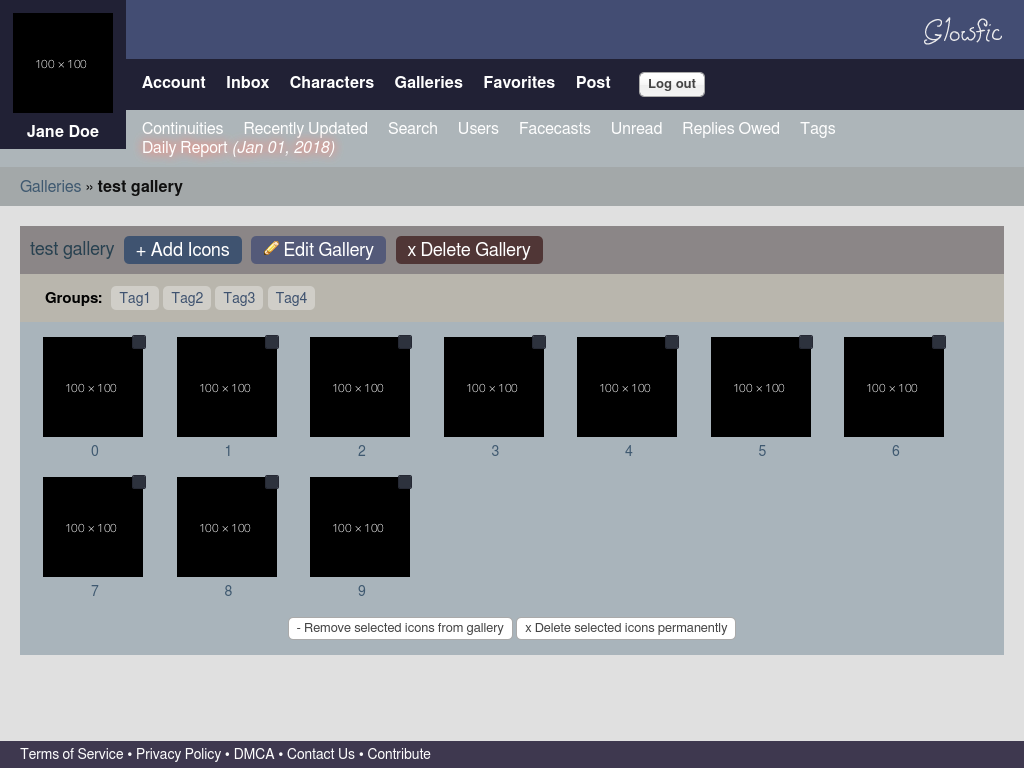 Glowfic
100 × 100
Jane Doe
Account Inbox Characters Galleries Favorites Post Log out
Continuities Recently Updated Search Users Facecasts Unread Replies Owed Tags
Daily Report (Jan 01, 2018)
Galleries » test gallery
test gallery + Add Icons Edit Gallery x Delete Gallery
Groups: Tag1 Tag2 Tag3 Tag4
100 × 100 100 × 100 100 × 100 100 × 100 100 × 100 100 × 100 100 × 100
0 1 2 3 4 5 6
100 × 100 100 × 100 100 × 100
7 8 9
- Remove selected icons from gallery x Delete selected icons permanently
Terms of Service • Privacy Policy • DMCA • Contact Us • Contribute